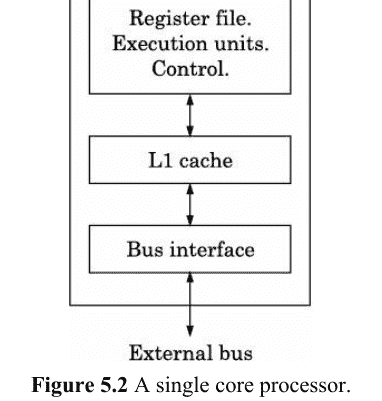 Register file.
Execution units.
Control.
L1 cache
Bus interface
External bus
Figure 5.2 A single core processor.